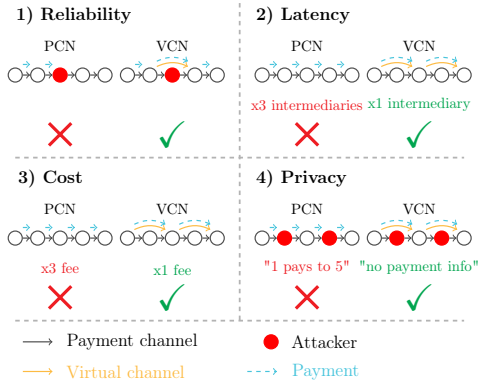 1) Reliability
PCN VCN
2) Latency
PCN VCN
x3 intermediaries x1 intermediary
3) Cost
PCN VCN
x3 fee x1 fee
4) Privacy
PCN VCN
"1 pays to 5" "no payment info"
Payment channel Attacker
Virtual channel Payment